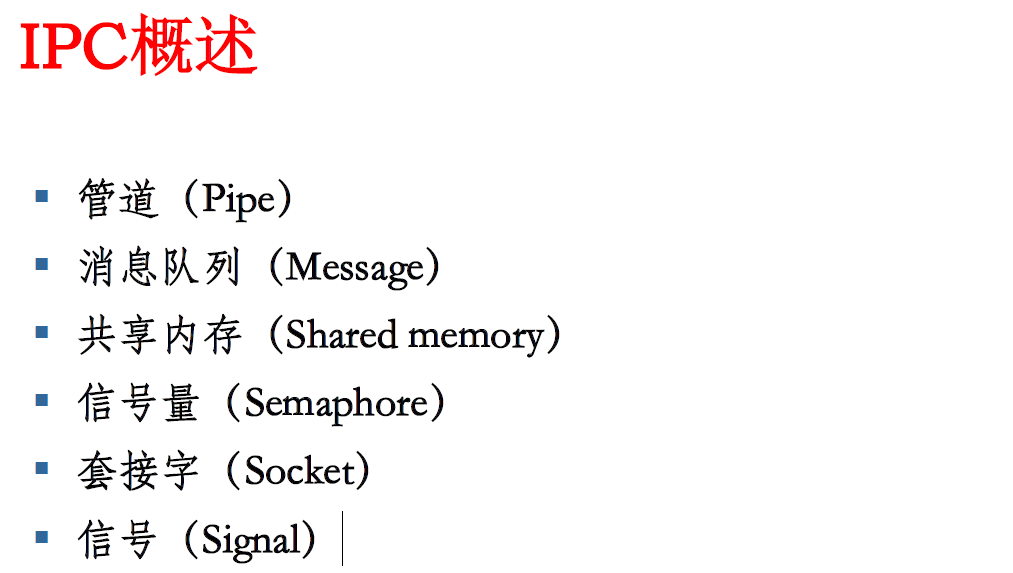 IPC概述
管道（Pipe）
消息队列（Message）
共享内存（Shared memory）
信号量（Semaphore）
套接字（Socket）
信号（Signal）